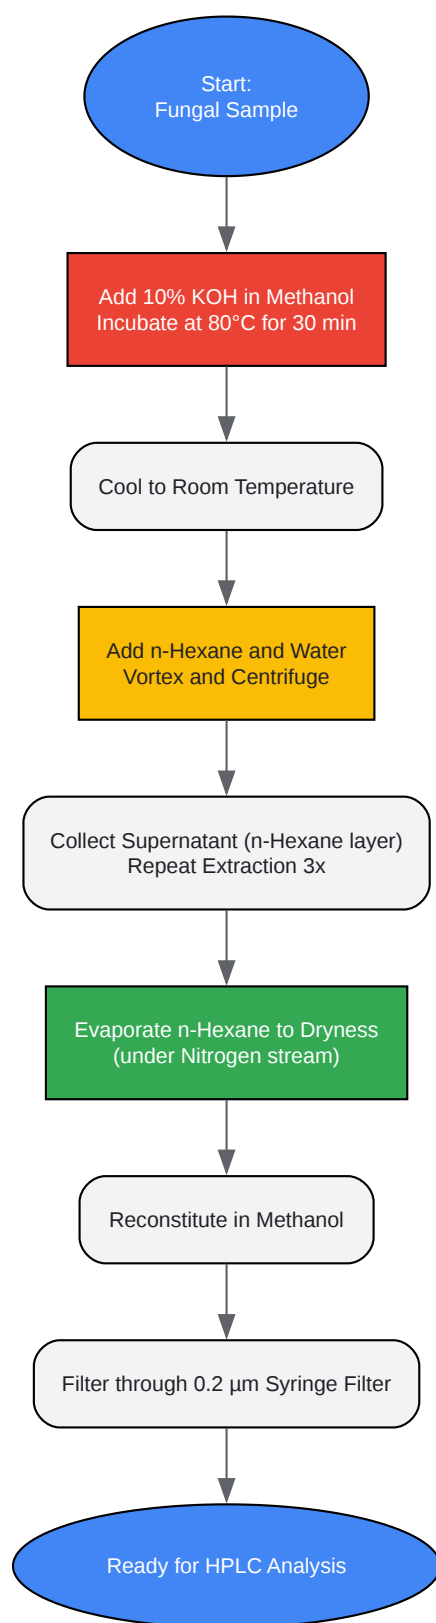 Start:
Fungal Sample
Add 10% KOH in Methanol
Incubate at 80°C for 30 min
Cool to Room Temperature
Add n-Hexane and Water
Vortex and Centrifuge
Collect Supernatant (n-Hexane layer)
Repeat Extraction 3x
Evaporate n-Hexane to Dryness
(under Nitrogen stream)
Reconstitute in Methanol
Filter through 0.2 µm Syringe Filter
Ready for HPLC Analysis